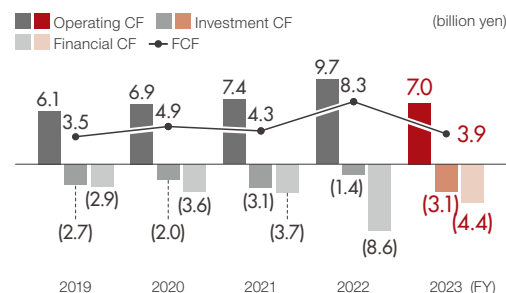 Operating CF Investment CF (billion yen)
Financial CF FCF
6.1 3.5 6.9 4.9 7.4 4.3 9.7 8.3 7.0 3.9
(2.7) (2.9) (2.0) (3.6) (3.1) (3.7) (1.4) (8.6) (3.1) (4.4)
2019 2020 2021 2022 2023 (FY)